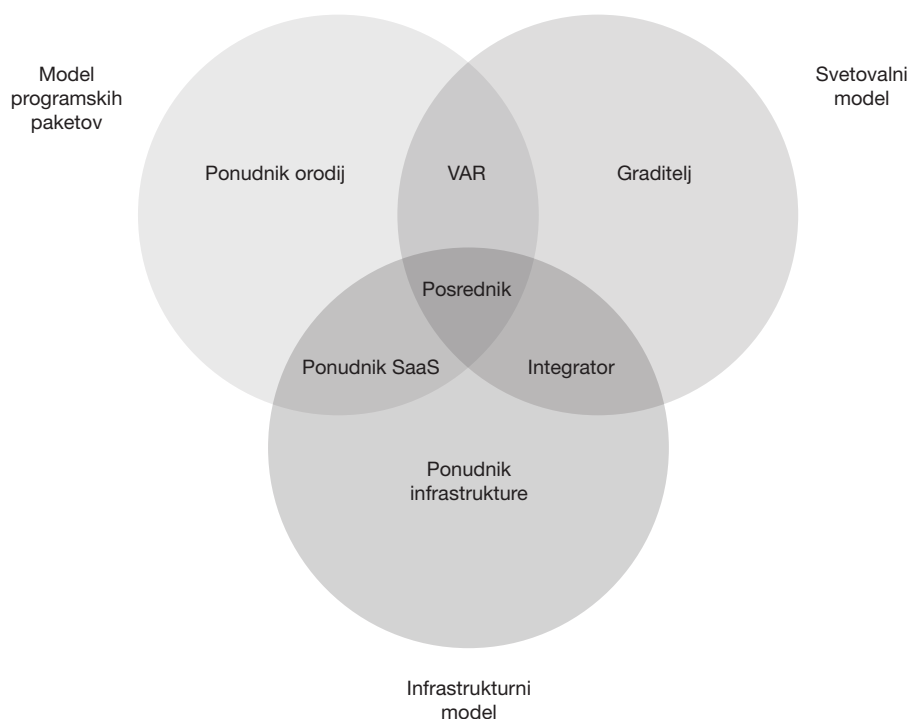 Model
programskih
paketov
Svetovalni
model
Ponudnik orodij
VAR
Graditelj
Posrednik
Ponudnik SaaS
Integrator
Ponudnik
infrastrukture
Infrastrukturni
model